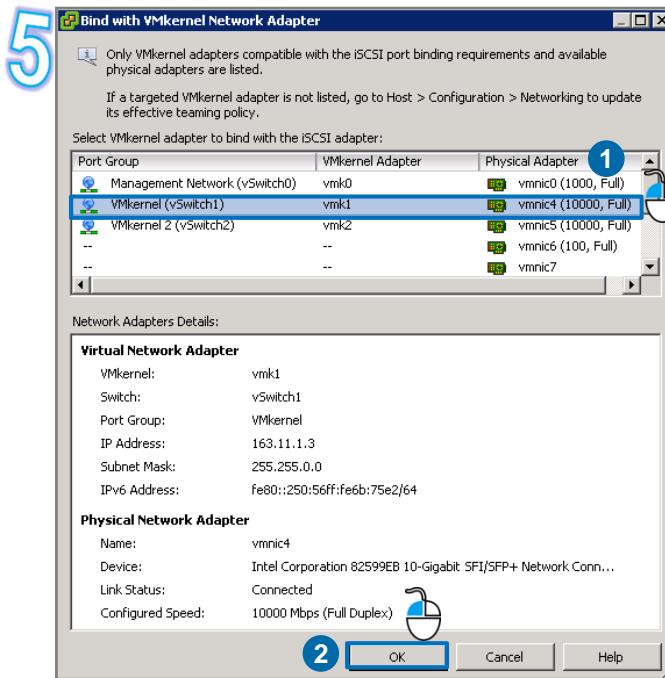 5
Bind with VMkernel Network Adapter
Only VMkernel adapters compatible with the iSCSI port binding requirements and available
physical adapters are listed.
If a targeted VMkernel adapter is not listed, go to Host > Configuration > Networking to update
its effective teaming policy.
Select VMkernel adapter to bind with the iSCSI adapter:
Port Group VMkernel Adapter Physical Adapter 1
Management Network (vSwitch0) vmk0 vmnic0 (1000, Full)
VMkernel (vSwitch1) vmk1 vmnic4 (10000, Full)
VMkernel 2 (vSwitch2) vmk2 vmnic5 (10000, Full)
-- -- vmnic6 (100, Full)
-- -- vmnic7
Network Adapters Details:
Virtual Network Adapter
VMkernel: vmk1
Switch: vSwitch1
Port Group: VMkernel
IP Address: 163.11.1.3
Subnet Mask: 255.255.0.0
IPv6 Address: fe80::250:56ff:fe6b:75e2/64
Physical Network Adapter
Name: vmnic4
Device: Intel Corporation 82599EB 10-Gigabit SFI/SFP+ Network Conn...
Link Status: Connected
Configured Speed: 10000 Mbps (Full Duplex)
2 OK Cancel Help